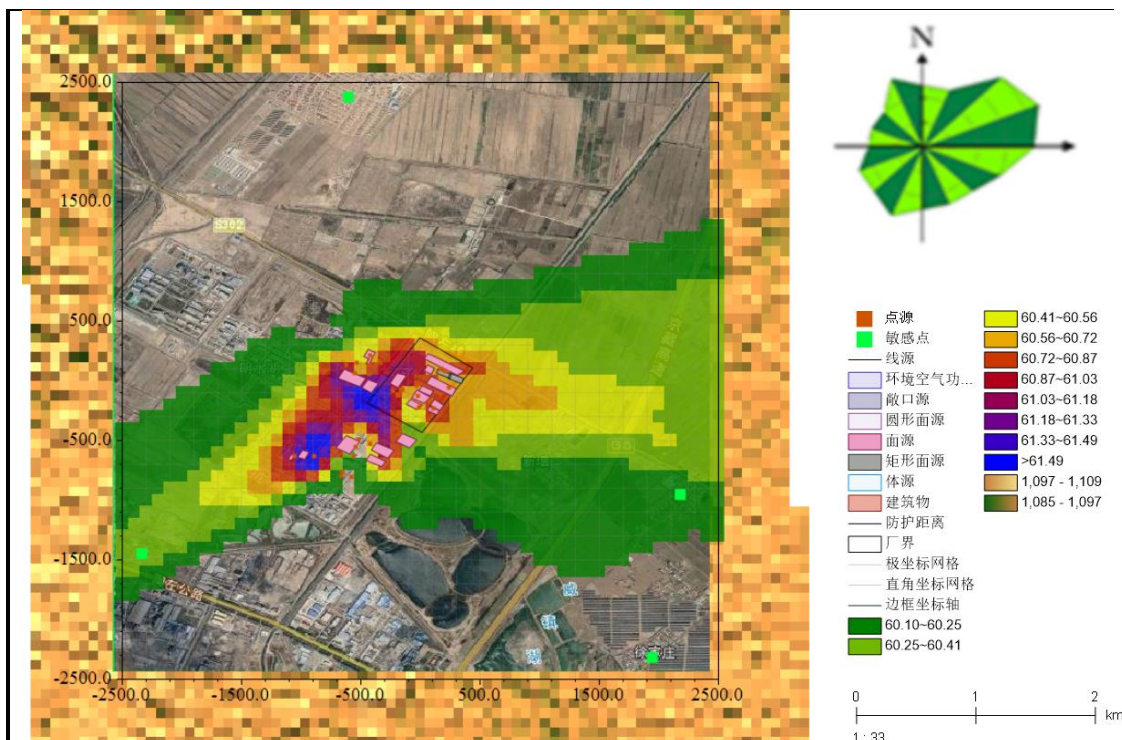 N
2500.0
1500.0
500.0
-500.0
-1500.0
-2500.0
-2500.0
-1500.0
-500.0
500.0
1500.0
2500.0
S302
G6
点源
敏感点
线源
环境空气功...
敞口源
圆形面源
面源
矩形面源
体源
建筑物
防护距离
厂界
极坐标网格
直角坐标网格
边框坐标轴
60.10~60.25
60.25~60.41
60.41~60.56
60.56~60.72
60.72~60.87
60.87~61.03
61.03~61.18
61.18~61.33
61.33~61.49
>61.49
1,097 - 1,109
1,085 - 1,097
镇
湖
0
1
2
km
1 : 33